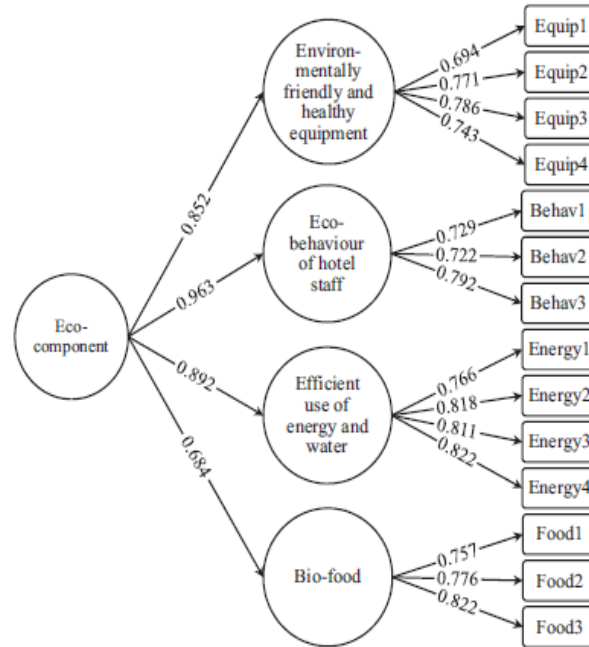 Eco-
component
0.852
0.963
0.892
0.684
Environ-
mentally
friendly and
healthy
equipment
0.694
0.771
0.786
0.743
Equip1
Equip2
Equip3
Equip4
Eco-
behaviour
of hotel
staff
0.729
0.722
0.792
Behav1
Behav2
Behav3
Efficient
use of
energy and
water
0.766
0.818
0.811
0.822
Energy1
Energy2
Energy3
Energy4
Bio-food
0.757
0.776
0.822
Food1
Food2
Food3